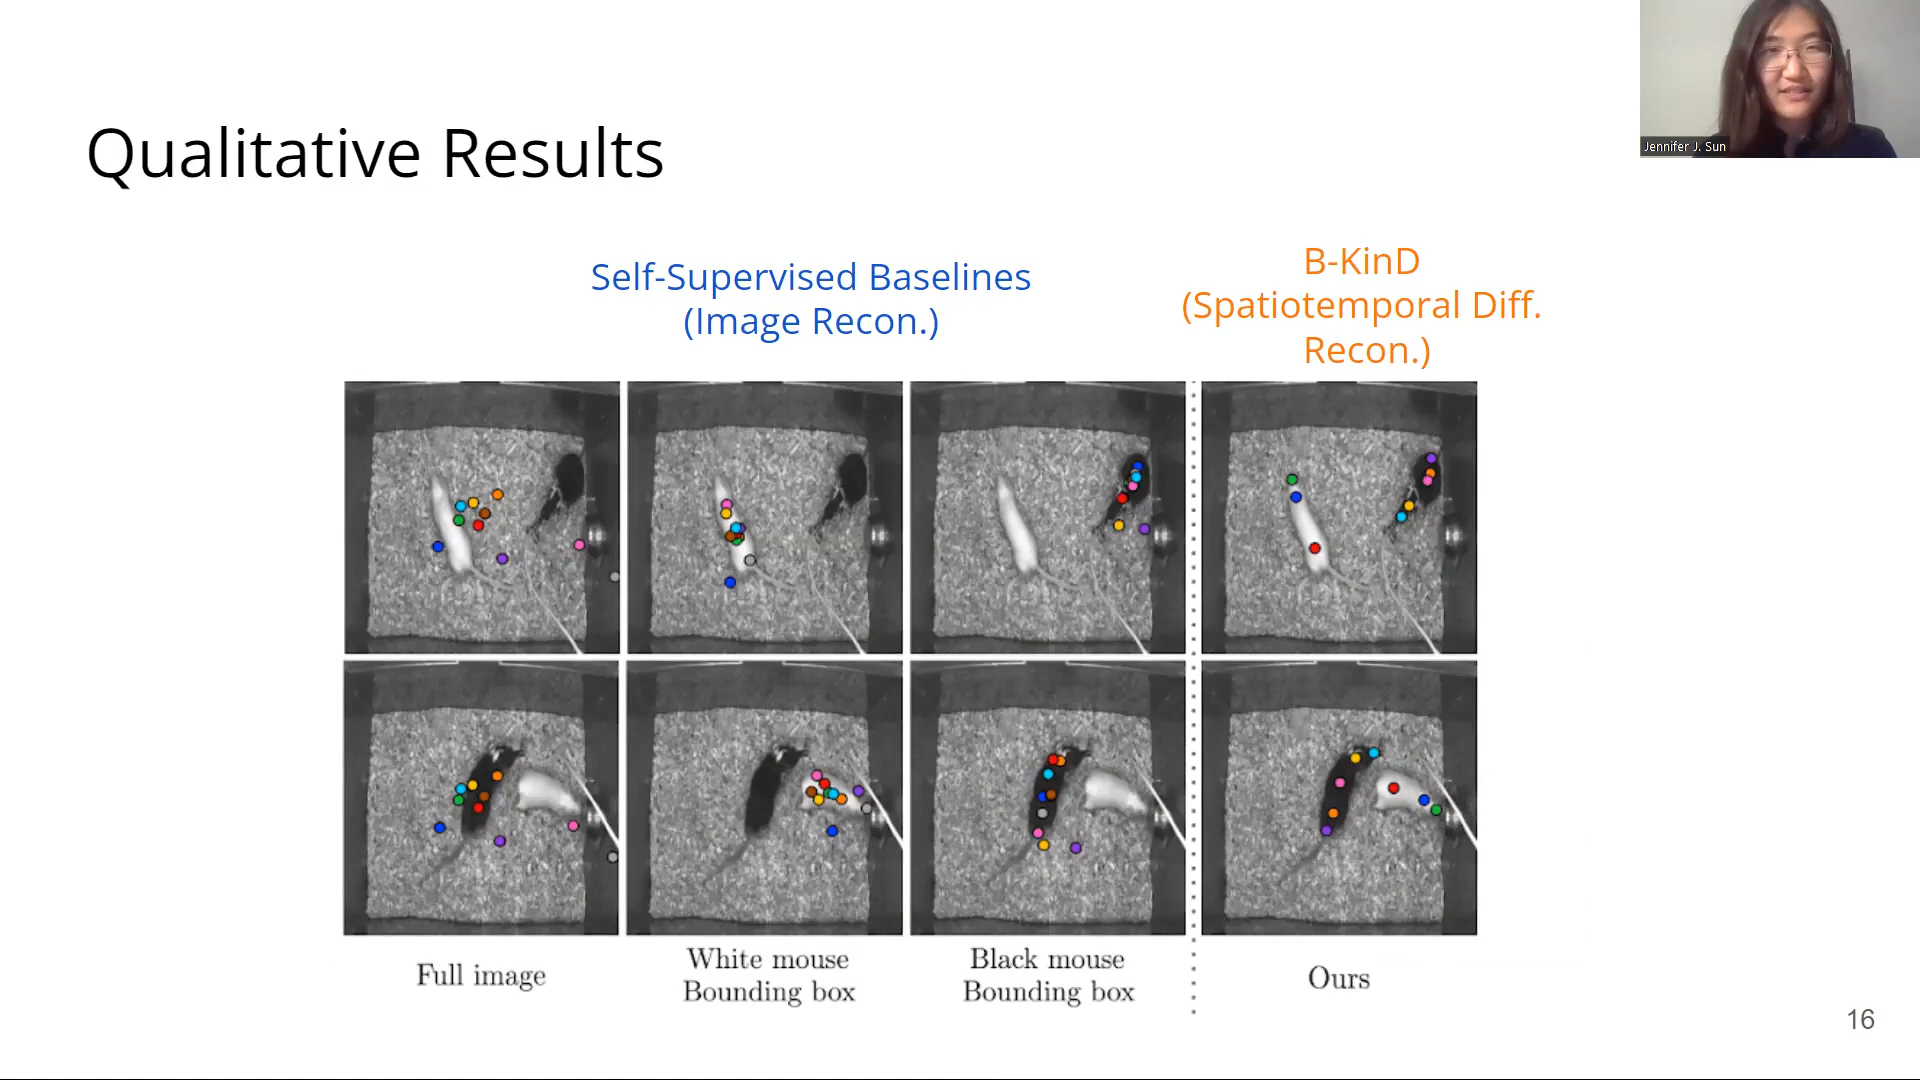 Jennifer J. Sun
Qualitative Results
Self-Supervised Baselines
(Image Recon.)
B-KinD
(Spatiotemporal Diff.
Recon.)
Full image
White mouse
Bounding box
Black mouse
Bounding box
Ours
16